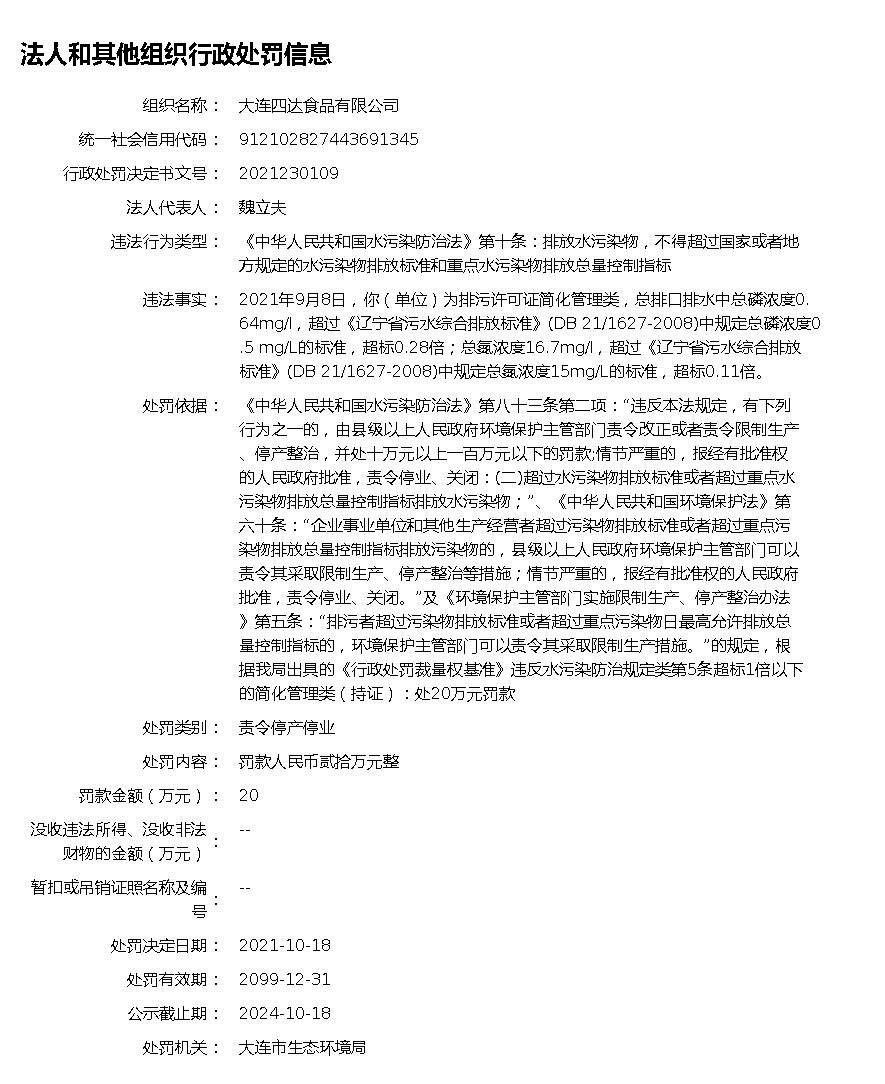 法人和其他组织行政处罚信息
组织名称： 大连四达食品有限公司
统一社会信用代码： 912102827443691345
行政处罚决定书文号： 2021230109
法人代表人： 魏立夫
违法行为类型： 《中华人民共和国水污染防治法》第十条：排放水污染物，不得超过国家或者地
方规定的水污染物排放标准和重点水污染物排放总量控制指标
违法事实： 2021年9月8日，你（单位）为排污许可证简化管理类，总排口排水中总磷浓度0.
64mg/l，超过《辽宁省污水综合排放标准》(DB 21/1627-2008)中规定总磷浓度0
.5 mg/L的标准，超标0.28倍；总氮浓度16.7mg/l，超过《辽宁省污水综合排放
标准》(DB 21/1627-2008)中规定总氮浓度15mg/L的标准，超标0.11倍。
处罚依据： 《中华人民共和国水污染防治法》第八十三条第二项：“违反本法规定，有下列
行为之一的，由县级以上人民政府环境保护主管部门责令改正或者责令限制生产
、停产整治，并处十万元以上一百万元以下的罚款;情节严重的，报经有批准权
的人民政府批准，责令停业、关闭：(二)超过水污染物排放标准或者超过重点水
污染物排放总量控制指标排放水污染物；”、《中华人民共和国环境保护法》第
六十条：“企业事业单位和其他生产经营者超过污染物排放标准或者超过重点污
染物排放总量控制指标排放污染物的，县级以上人民政府环境保护主管部门可以
责令其采取限制生产、停产整治等措施；情节严重的，报经有批准权的人民政府
批准，责令停业、关闭。”及《环境保护主管部门实施限制生产、停产整治办法
》第五条：“排污者超过污染物排放标准或者超过重点污染物日最高允许排放总
量控制指标的，环境保护主管部门可以责令其采取限制生产措施。”的规定，根
据我局出具的《行政处罚裁量权基准》违反水污染防治规定类第5条超标1倍以下
的简化管理类（持证）：处20万元罚款
处罚类别： 责令停产停业
处罚内容： 罚款人民币贰拾万元整
罚款金额（万元）： 20
没收违法所得、没收非法
财物的金额（万元）： --
暂扣或吊销证照名称及编
号： --
处罚决定日期： 2021-10-18
处罚有效期： 2099-12-31
公示截止期： 2024-10-18
处罚机关： 大连市生态环境局